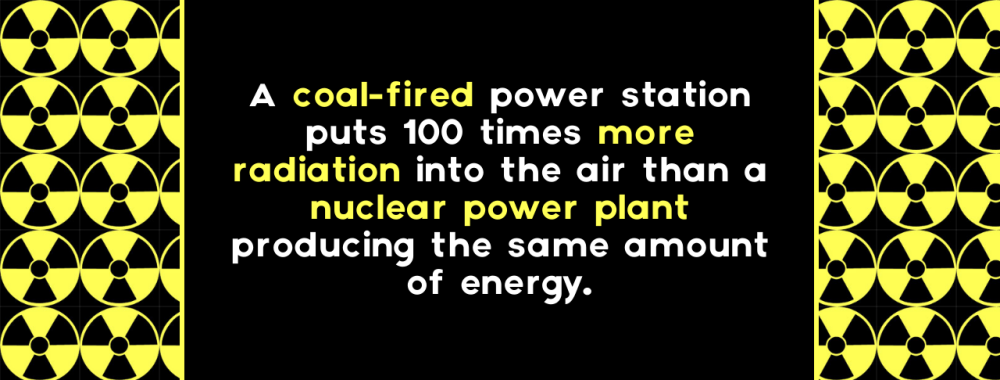 A coal-fired power station
puts 100 times more
radiation into the air than a
nuclear power plant
producing the same amount
of energy.